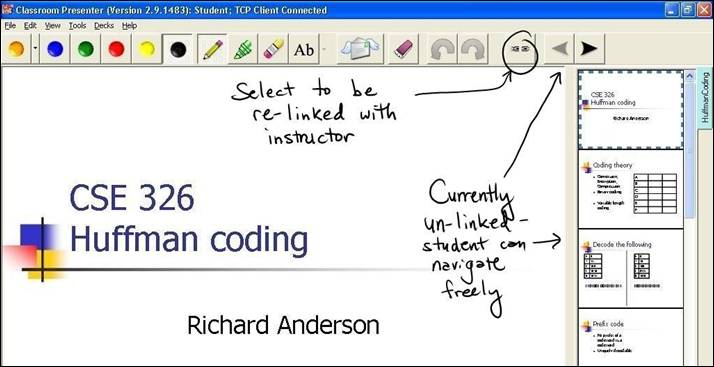 Classroom Presenter (Version 2.9.1483): Student; TCP Client Connected
File Edit View Tools Decks Help
Ab
Select to be
re-linked with
instructor
CSE 326
Huffman coding
Richard Anderson
Currently
un-linked-
student can
navigate
freely
HuffmanCoding
CSE 326
Huffman coding
Richard Anderson
Coding theory
Decode the following
Prefix code